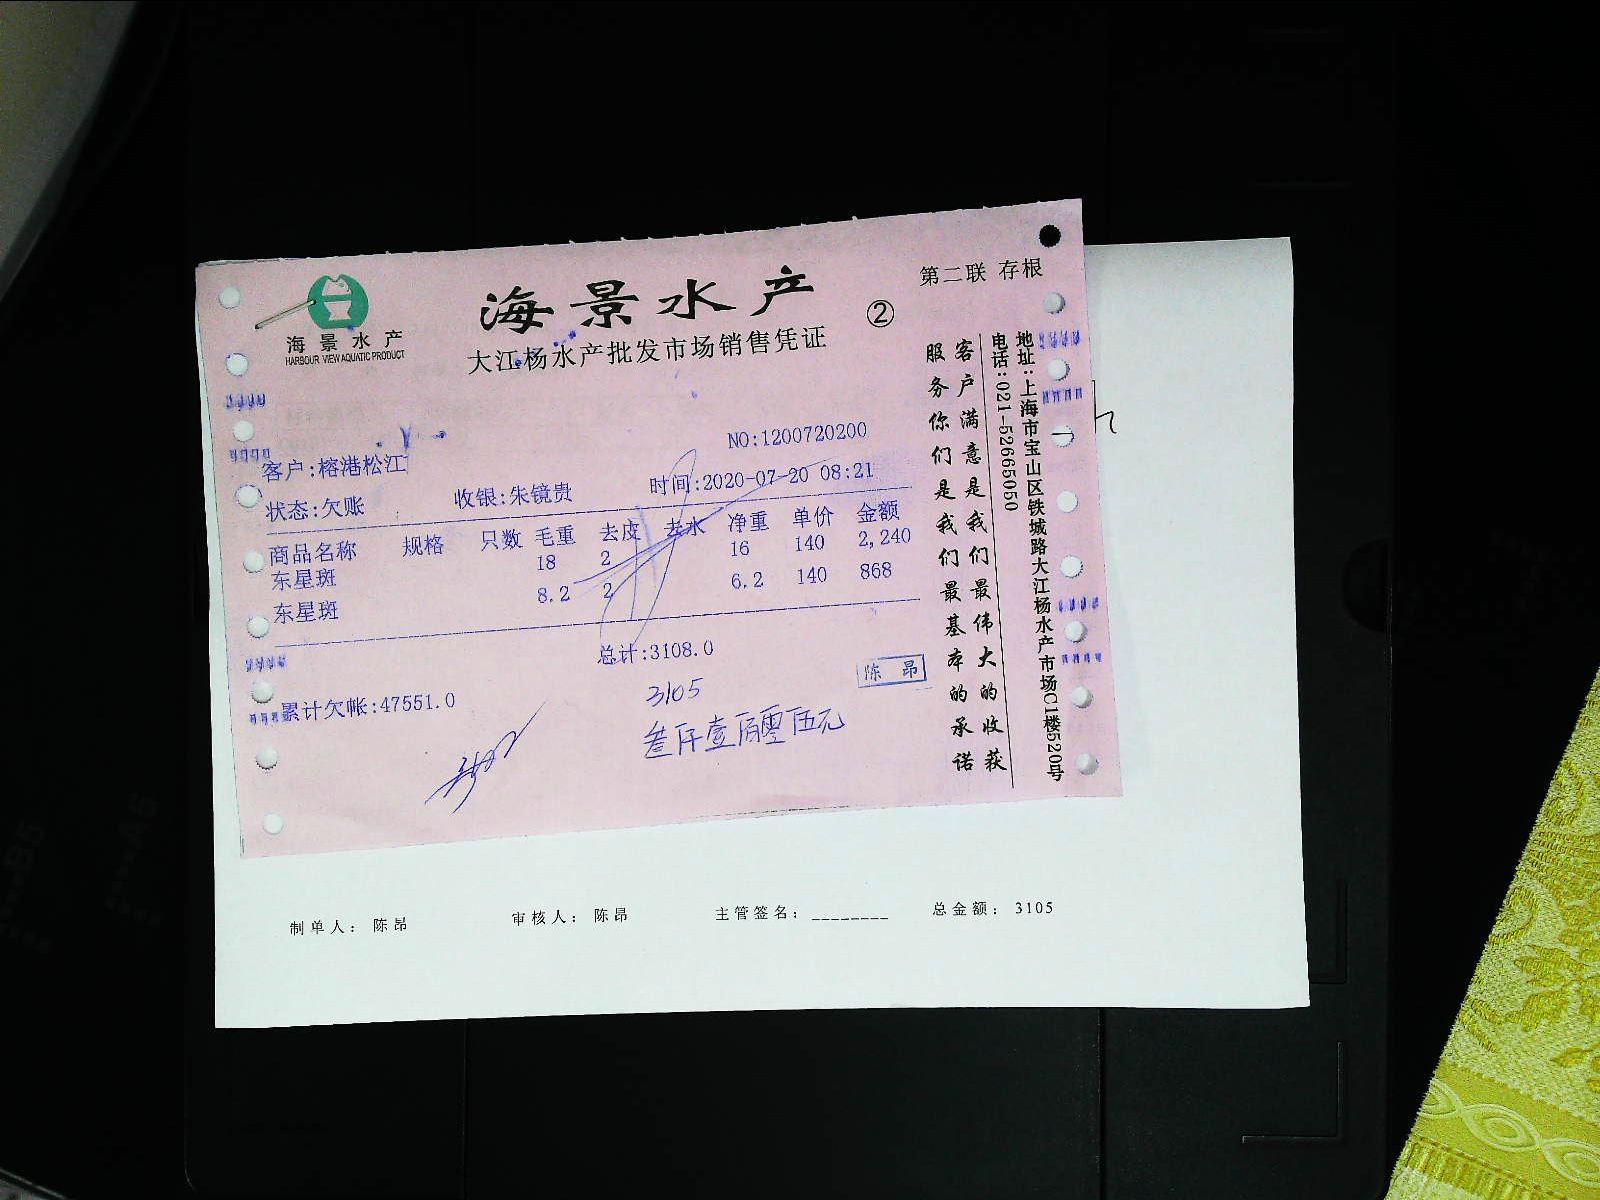 第二联 存根
海景水产
HARBOUR VIEW AQUATIC PRODUCT
海景水产
②
大江杨水产批发市场销售凭证
NO:1200720200
客户:榕港松江
状态:欠账 收银:朱镜贵 时间:2020-07-20 08:21
商品名称 规格 只数 毛重 去皮 去水 净重 单价 金额
东星斑 18 2 16 140 2,240
东星斑 8.2 2 6.2 140 868
总计:3108.0
累计欠帐:47551.0
3105
叁仟壹佰零伍元
陈昂
客户满意是我们最伟大的收获
服务你们是我们最基本的承诺
地址:上海市宝山区铁城路大江杨水产市场C1楼520号
电话:021-52665050
制单人: 陈昂 审核人: 陈昂 主管签名: ________ 总金额: 3105